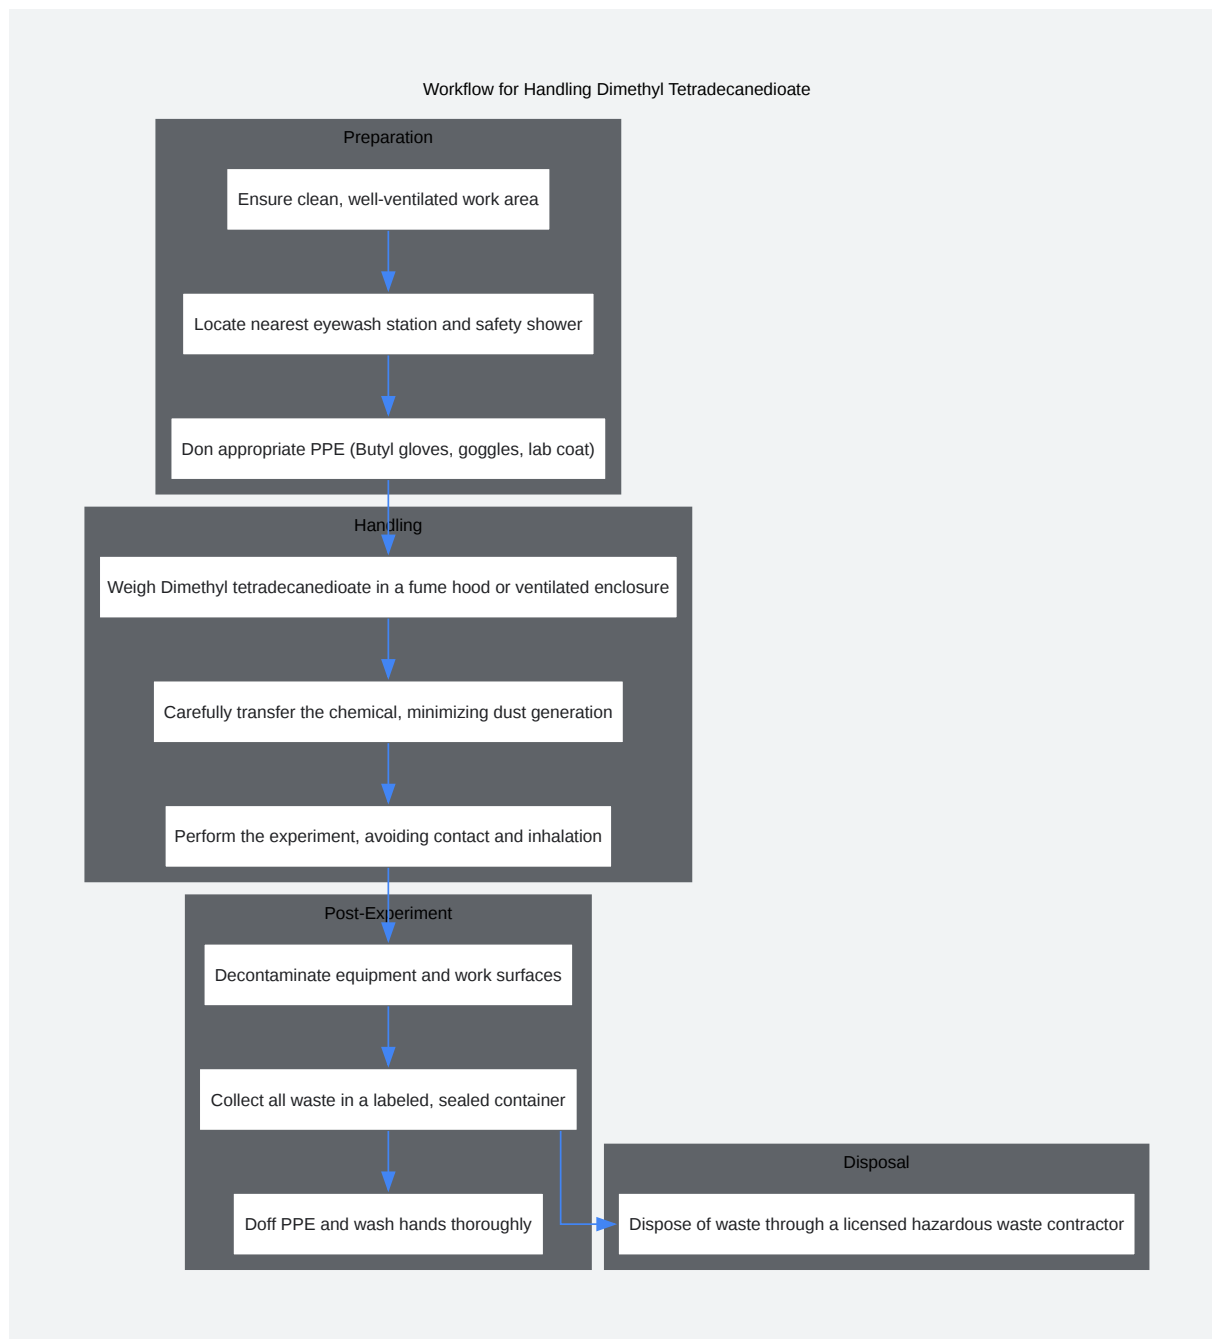 Workflow for Handling Dimethyl Tetradecanedioate
Preparation
Ensure clean, well-ventilated work area
Locate nearest eyewash station and safety shower
Don appropriate PPE (Butyl gloves, goggles, lab coat)
Handling
Weigh Dimethyl tetradecanedioate in a fume hood or ventilated enclosure
Carefully transfer the chemical, minimizing dust generation
Perform the experiment, avoiding contact and inhalation
Post-Experiment
Decontaminate equipment and work surfaces
Collect all waste in a labeled, sealed container
Doff PPE and wash hands thoroughly
Disposal
Dispose of waste through a licensed hazardous waste contractor